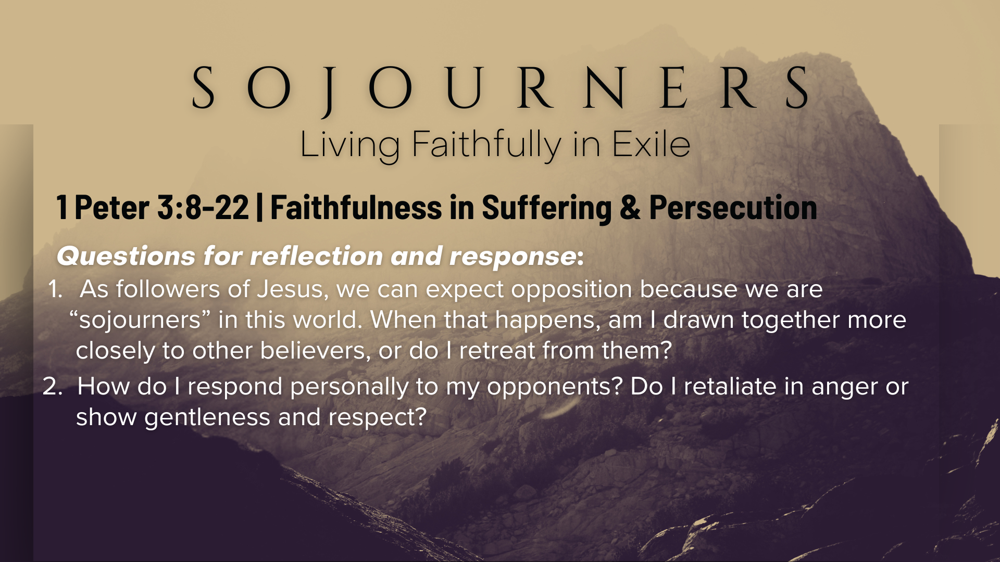 SOJOURNERS
Living Faithfully in Exile
1 Peter 3:8-22 | Faithfulness in Suffering & Persecution
Questions for reflection and response:
1. As followers of Jesus, we can expect opposition because we are
“sojourners” in this world. When that happens, am I drawn together more
closely to other believers, or do I retreat from them?
2. How do I respond personally to my opponents? Do I retaliate in anger or
show gentleness and respect?